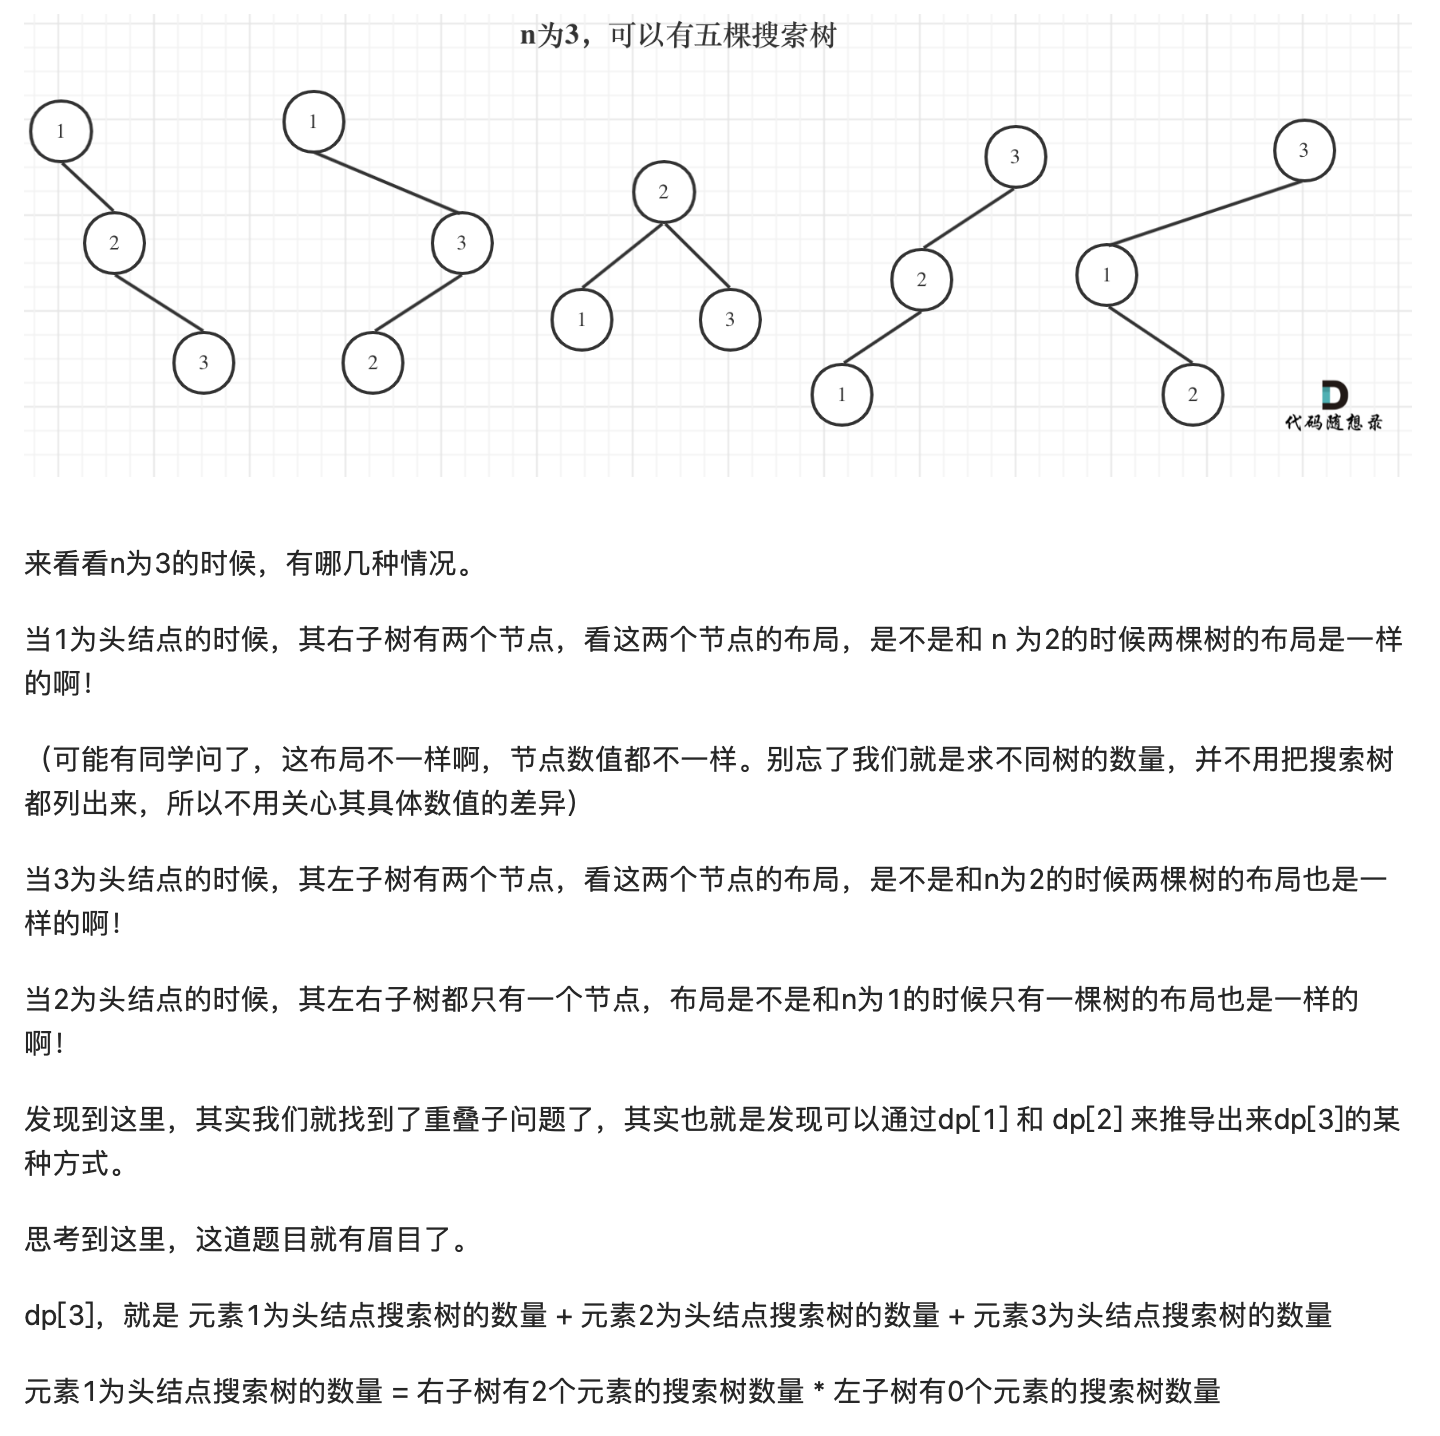 n为3，可以有五棵搜索树
1
1
3
3
2
2
3
2
1
1
3
3
2
1
2
代码随想录
来看看n为3的时候，有哪几种情况。
当1为头结点的时候，其右子树有两个节点，看这两个节点的布局，是不是和 n 为2的时候两棵树的布局是一样
的啊！
（可能有同学问了，这布局不一样啊，节点数值都不一样。别忘了我们就是求不同树的数量，并不用把搜索树
都列出来，所以不用关心其具体数值的差异）
当3为头结点的时候，其左子树有两个节点，看这两个节点的布局，是不是和n为2的时候两棵树的布局也是一
样的啊！
当2为头结点的时候，其左右子树都只有一个节点，布局是不是和n为1的时候只有一棵树的布局也是一样的
啊！
发现到这里，其实我们就找到了重叠子问题了，其实也就是发现可以通过dp[1] 和 dp[2] 来推导出来dp[3]的某
种方式。
思考到这里，这道题目就有眉目了。
dp[3]，就是 元素1为头结点搜索树的数量 + 元素2为头结点搜索树的数量 + 元素3为头结点搜索树的数量
元素1为头结点搜索树的数量 = 右子树有2个元素的搜索树数量 * 左子树有0个元素的搜索树数量